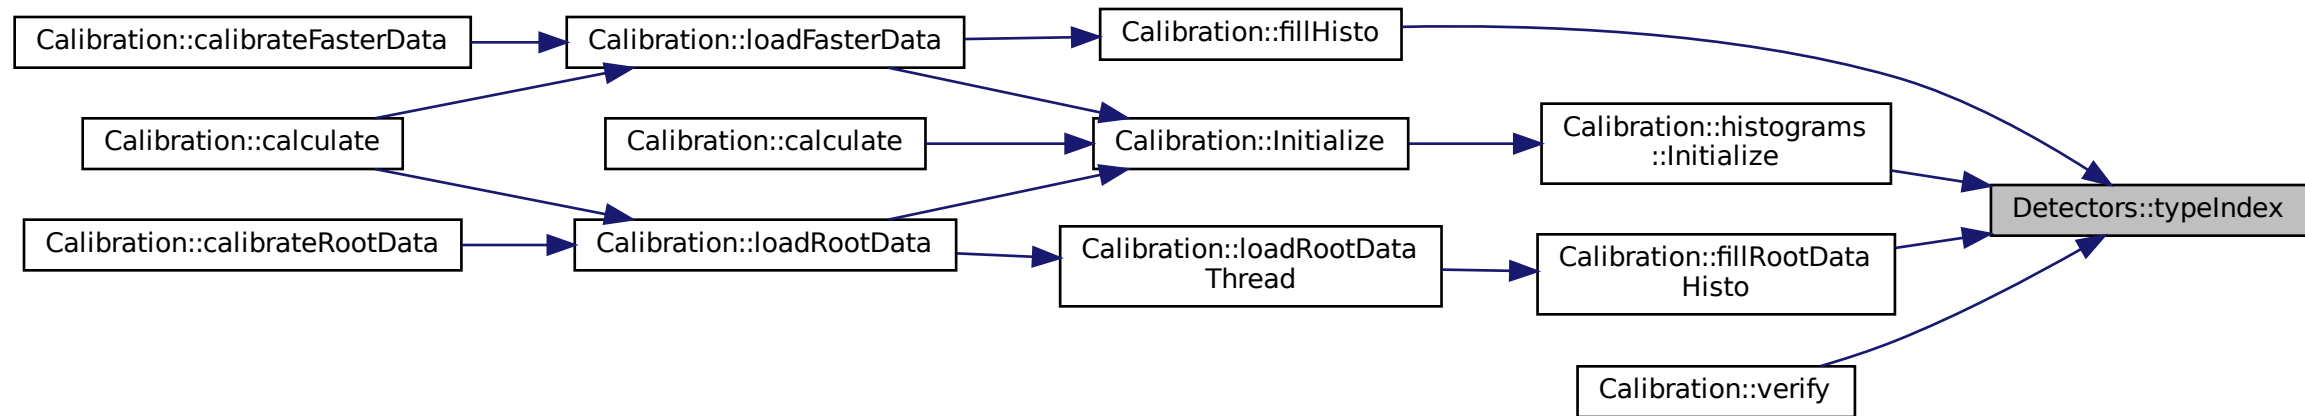 Calibration::calibrateFasterData
Calibration::loadFasterData
Calibration::fillHisto
Calibration::calculate
Calibration::calculate
Calibration::Initialize
Calibration::histograms
::Initialize
Detectors::typeIndex
Calibration::calibrateRootData
Calibration::loadRootData
Calibration::loadRootData
Thread
Calibration::fillRootData
Histo
Calibration::verify